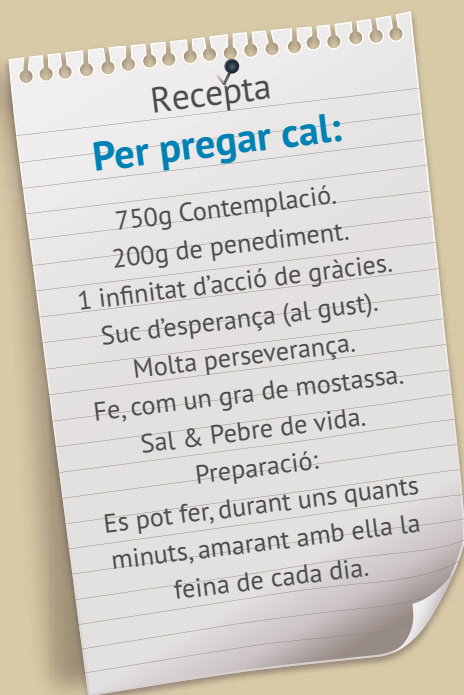 Recepta
Per pregar cal:
750g Contemplació.
200g de penediment.
1 infinitat d'acció de gràcies.
Suc d'esperança (al gust).
Molta perseverança.
Fe, com un gra de mostassa.
Sal & Pebre de vida.
Preparació:
Es pot fer, durant uns quants
minuts, amarant amb ella la
feina de cada dia.